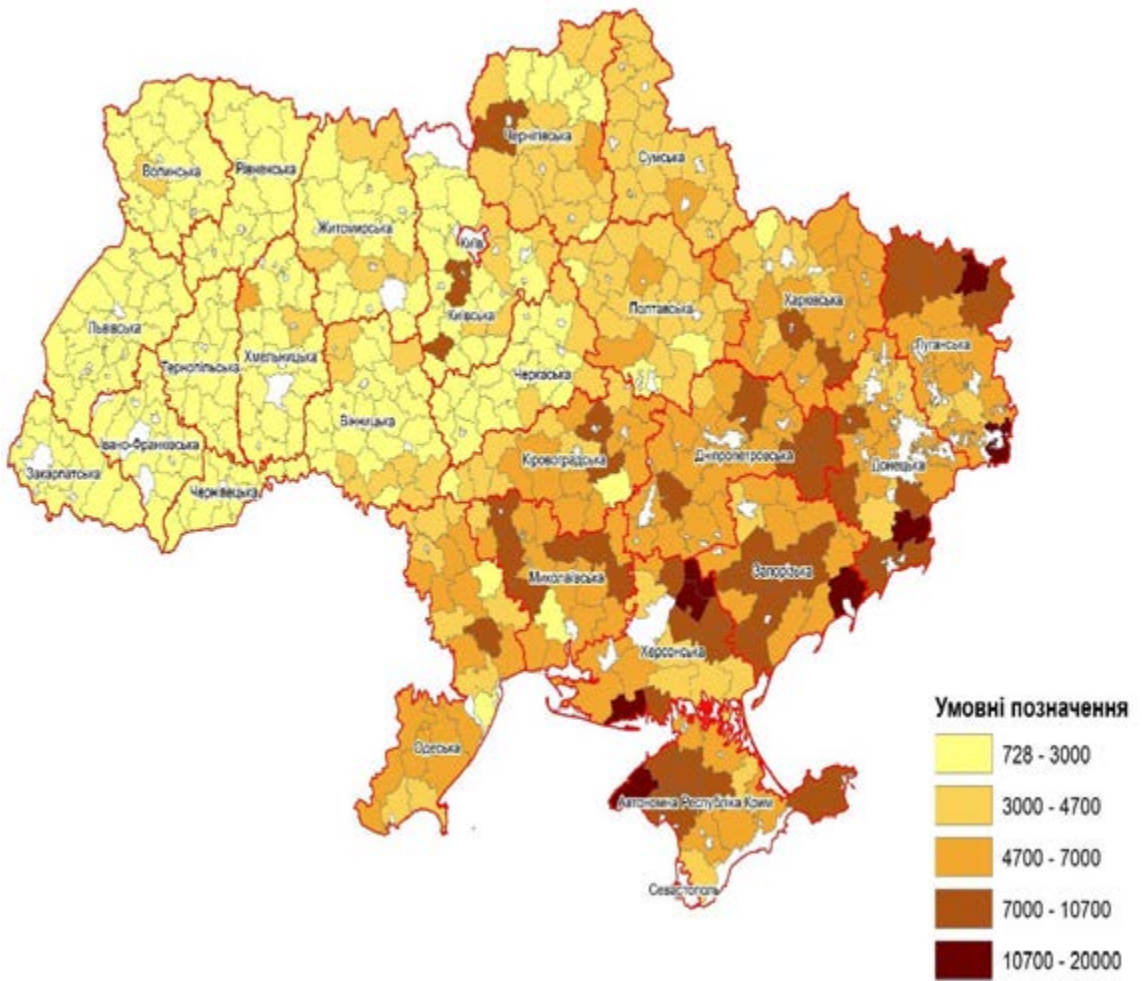 Чернігівська
Сумська
Волинська
Рівненська
Житомирська
Київ
Київська
Львівська
Тернопільська
Хмельницька
Полтавська
Харківська
Луганська
Черкаська
Вінницька
Івано-Франківська
Закарпатська
Чернівецька
Кіровоградська
Дніпропетровська
Донецька
Миколаївська
Запорізька
Херсонська
Одеська
Автономна Республіка Крим
Севастополь
Умовні позначення
728 - 3000
3000 - 4700
4700 - 7000
7000 - 10700
10700 - 20000